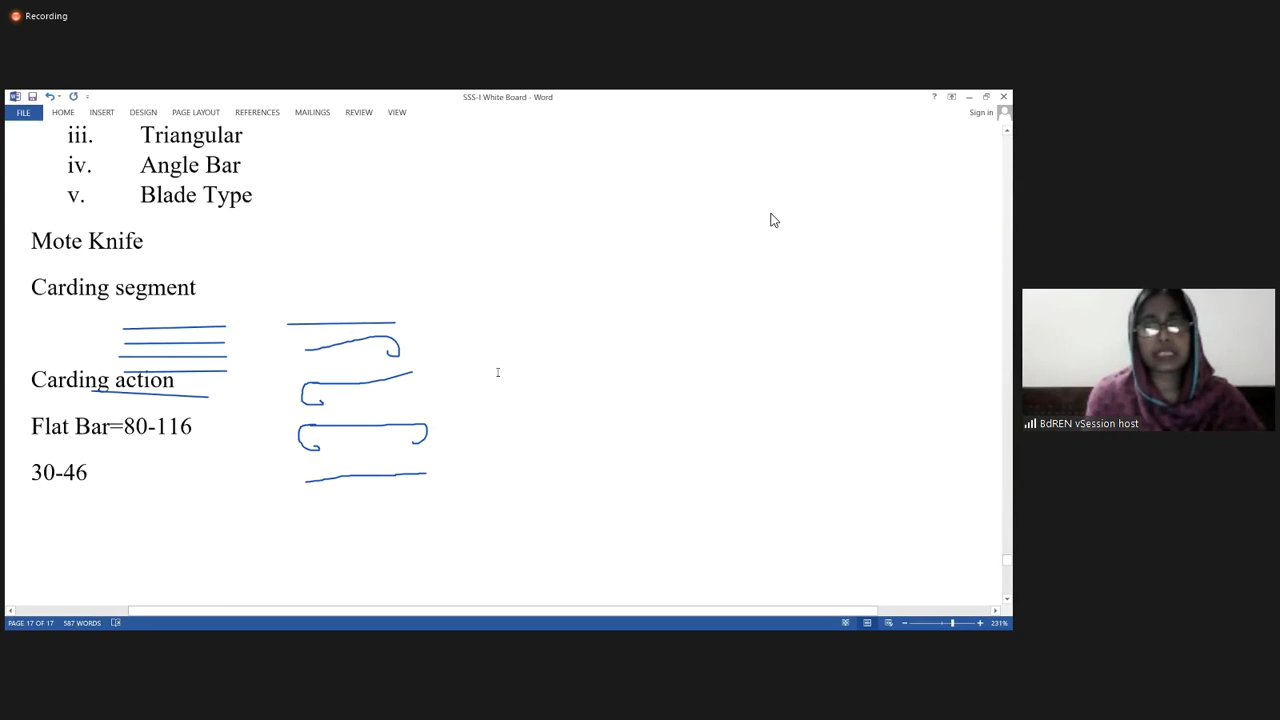 Recording
SSS-I White Board - Word
?
FILE HOME INSERT DESIGN PAGE LAYOUT REFERENCES MAILINGS REVIEW VIEW Sign in
iii. Triangular
iv. Angle Bar
v. Blade Type
Mote Knife
Carding segment
Carding action
Flat Bar=80-116
30-46
BdREN vSession host
PAGE 17 OF 17 587 WORDS 231%